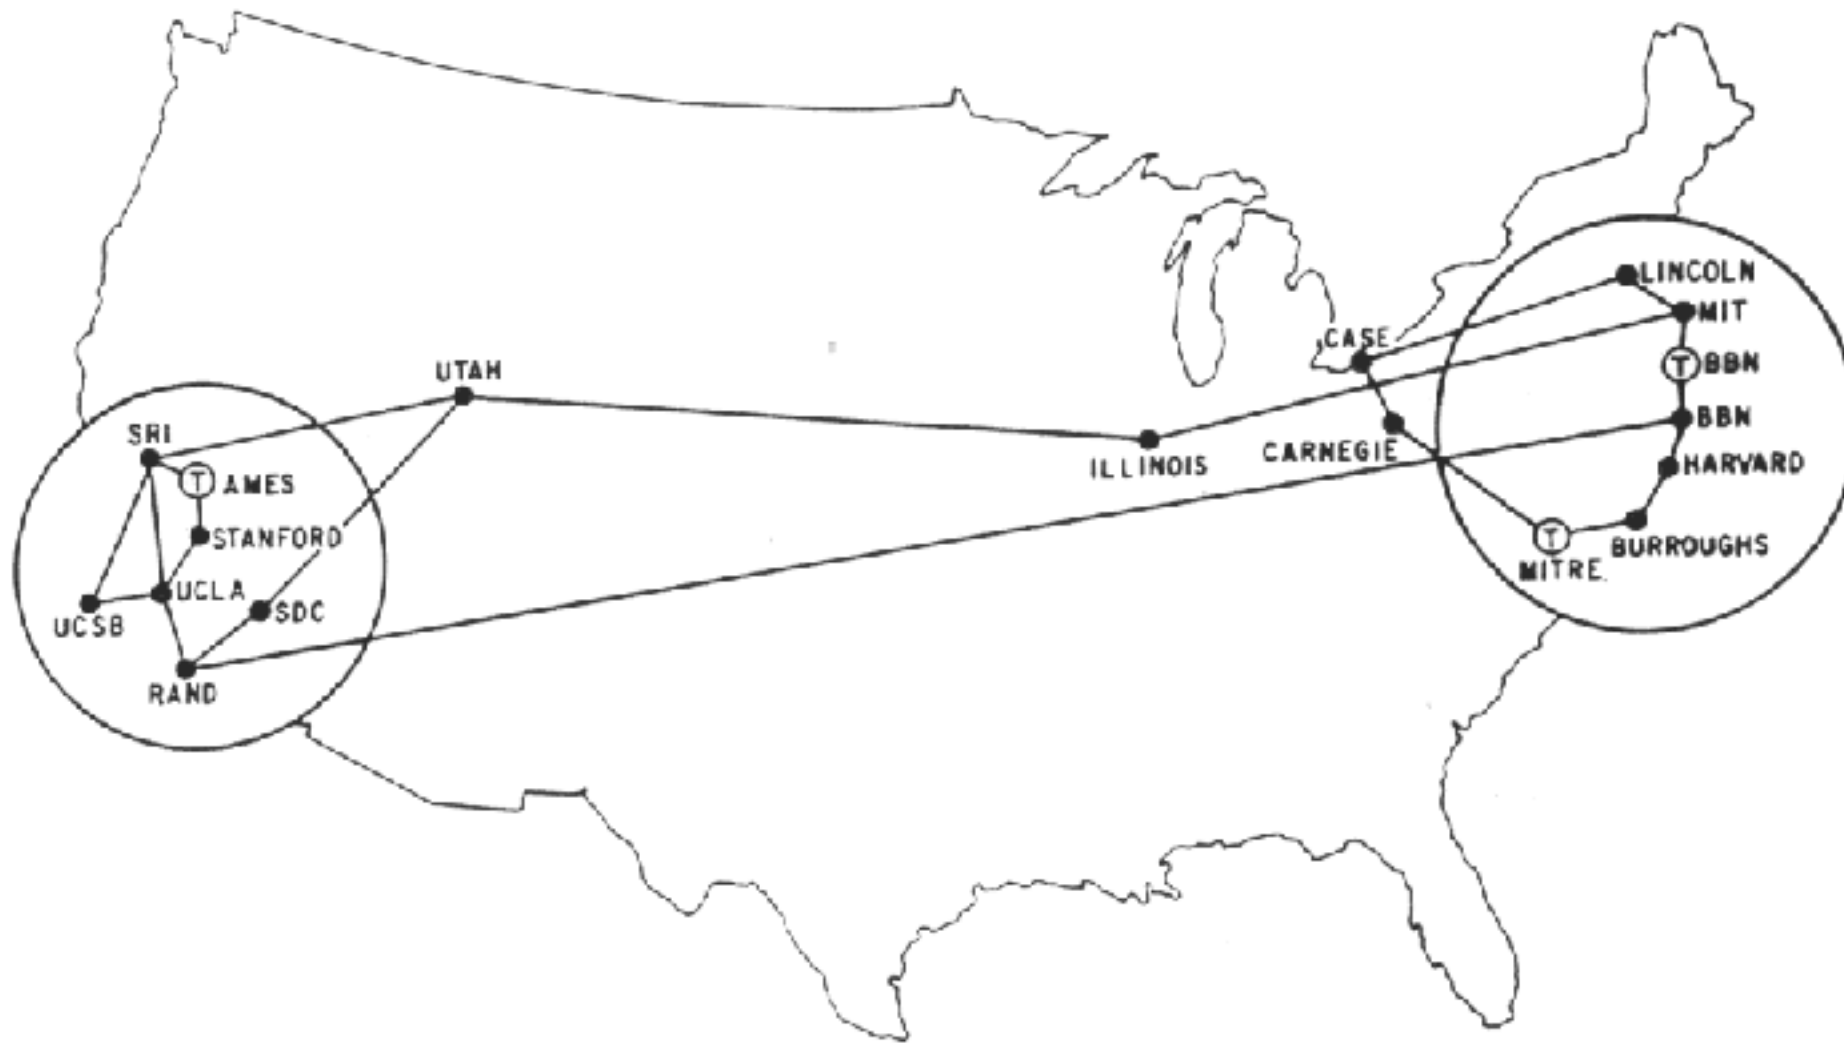 LINCOLN
MIT
CASE
T BBN
UTAH
BBN
SRI
CARNEGIE
HARVARD
ILLINOIS
T AMES
STANFORD
T
BURROUGHS
MITRE
UCLA
SDC
UCSB
RAND